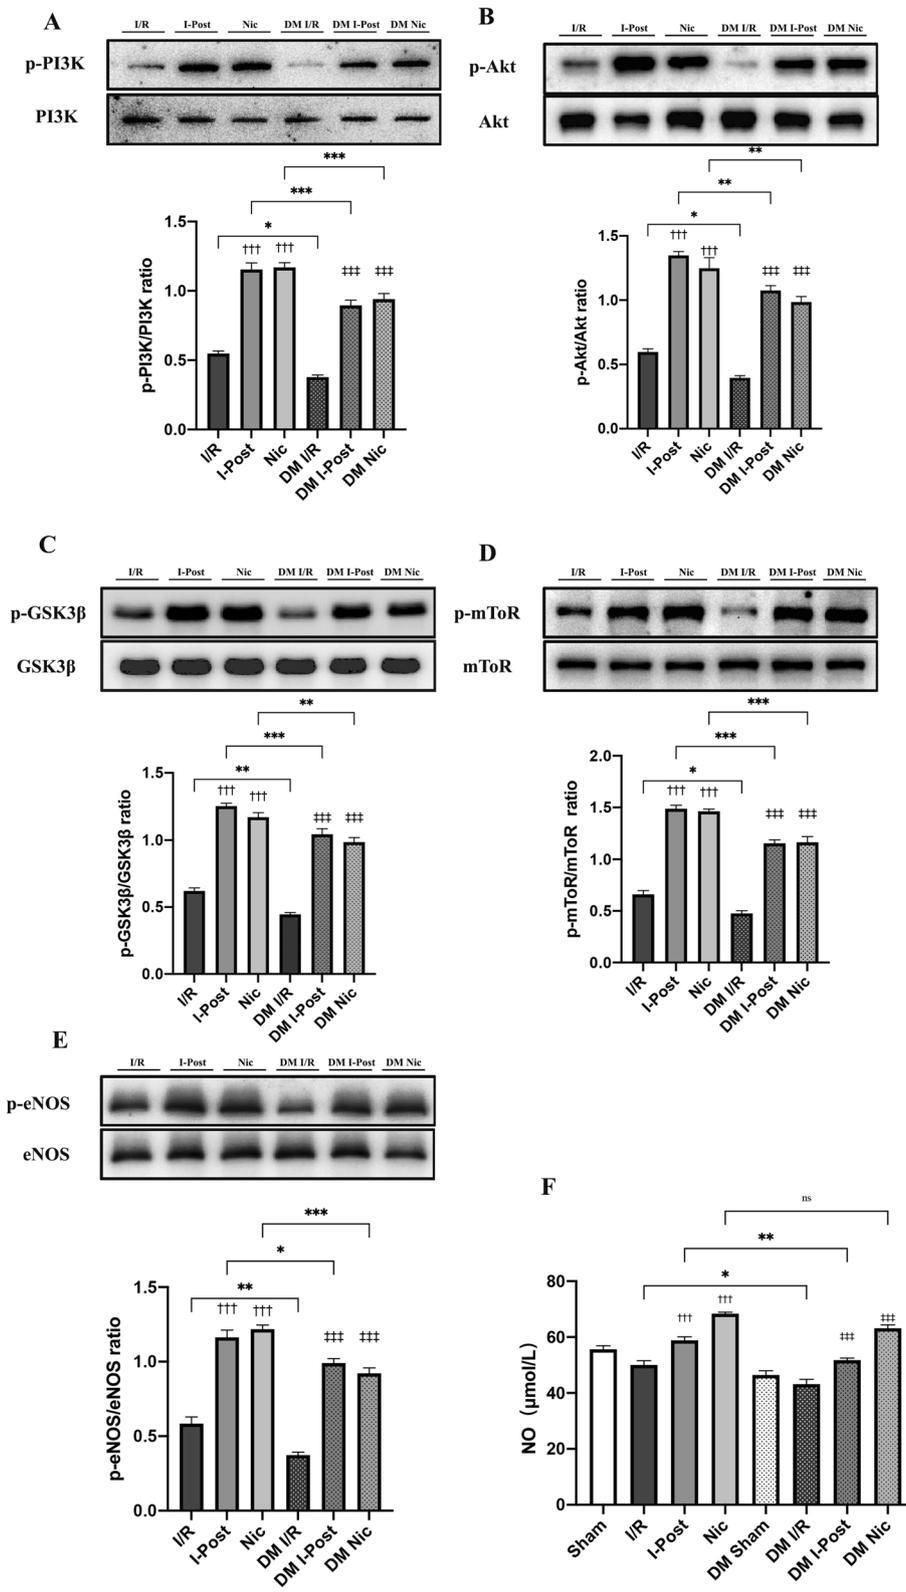 A
I/R I-Post Nic DM I/R DM I-Post DM Nic
p-PI3K
PI3K
***
***
*
††† †††
‡‡‡ ‡‡‡
p-PI3K/PI3K ratio
1.5
1.0
0.5
0.0
I/R I-Post Nic DM I/R DM I-Post DM Nic
B
I/R I-Post Nic DM I/R DM I-Post DM Nic
p-Akt
Akt
**
**
*
††† †††
‡‡‡ ‡‡‡
p-Akt/Akt ratio
1.5
1.0
0.5
0.0
I/R I-Post Nic DM I/R DM I-Post DM Nic
C
I/R I-Post Nic DM I/R DM I-Post DM Nic
p-GSK3β
GSK3β
**
***
**
††† †††
‡‡‡ ‡‡‡
p-GSK3β/GSK3β ratio
1.5
1.0
0.5
0.0
I/R I-Post Nic DM I/R DM I-Post DM Nic
D
I/R I-Post Nic DM I/R DM I-Post DM Nic
p-mToR
mToR
***
***
*
††† †††
‡‡‡ ‡‡‡
p-mToR/mToR ratio
2.0
1.5
1.0
0.5
0.0
I/R I-Post Nic DM I/R DM I-Post DM Nic
E
I/R I-Post Nic DM I/R DM I-Post DM Nic
p-eNOS
eNOS
***
*
**
††† †††
‡‡‡ ‡‡‡
p-eNOS/eNOS ratio
1.5
1.0
0.5
0.0
I/R I-Post Nic DM I/R DM I-Post DM Nic
F
ns
**
*
††† †††
‡‡‡ ‡‡‡
NO （μmol/L）
80
60
40
20
0
Sham I/R I-Post Nic DM Sham DM I/R DM I-Post DM Nic